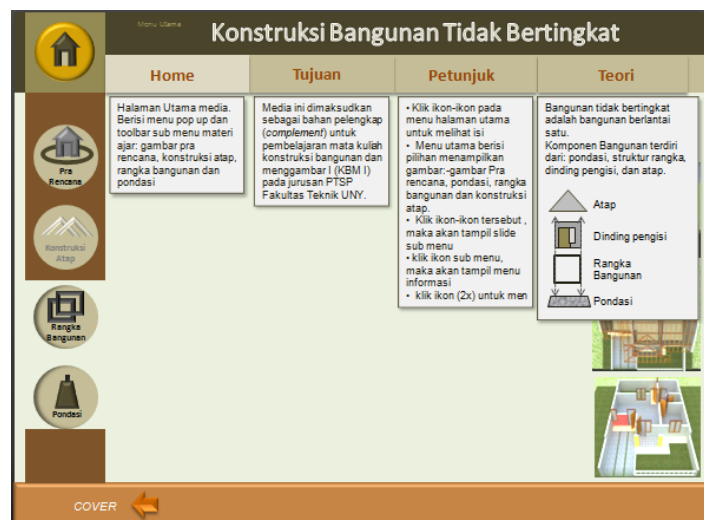 Menu Utama
Konstruksi Bangunan Tidak Bertingkat
Home
Tujuan
Petunjuk
Teori
Halaman Utama media.
Berisi menu pop up dan
toolbar sub menu materi
ajar: gambar pra
rencana, konstruksi atap,
rangka bangunan dan
pondasi
Media ini dimaksudkan
sebagai bahan pelengkap
(complement) untuk
pembelajaran mata kuliah
konstruksi bangunan dan
menggambar I (KBM I)
pada jurusan PTSP
Fakultas Teknik UNY.
• Klik ikon-ikon pada
menu halaman utama
untuk melihat isi
• Menu utama berisi
pilihan menampilkan
gambar:-gambar Pra
rencana, pondasi, rangka
bangunan dan konstruksi
atap.
• Klik ikon-ikon tersebut ,
maka akan tampil slide
sub menu
• klik ikon sub menu,
maka akan tampil menu
informasi
• klik ikon (2x) untuk men
Bangunan tidak bertingkat
adalah bangunan berlantai
satu.
Komponen Bangunan terdiri
dari: pondasi, struktur rangka,
dinding pengisi, dan atap.
Atap
Dinding pengisi
Rangka
Bangunan
Pondasi
Pra
Rencana
Konstruksi
Atap
Rangka
Bangunan
Pondasi
COVER